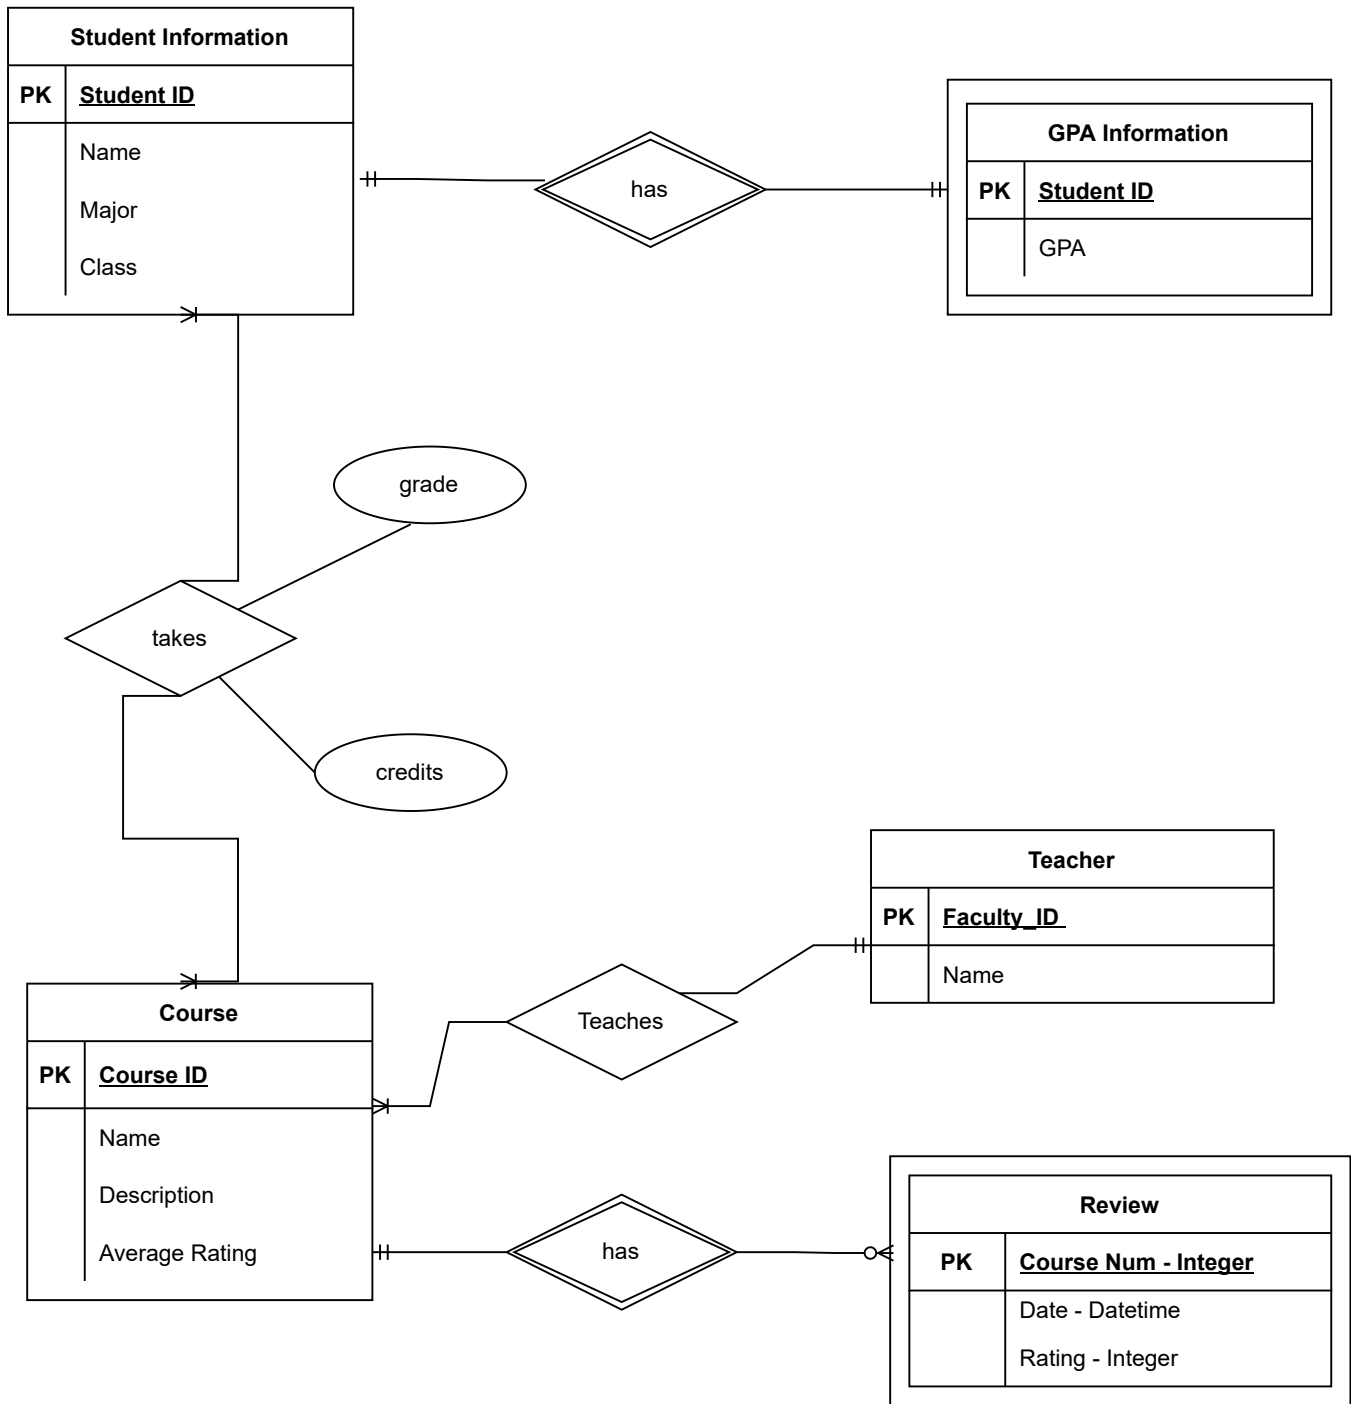 Student Information
PK Student ID
Name
Major
Class
has
GPA Information
PK Student ID
GPA
grade
takes
credits
Teacher
PK Faculty_ID
Name
Teaches
Course
PK Course ID
Name
Description
Average Rating
has
Review
PK Course Num - Integer
Date - Datetime
Rating - Integer